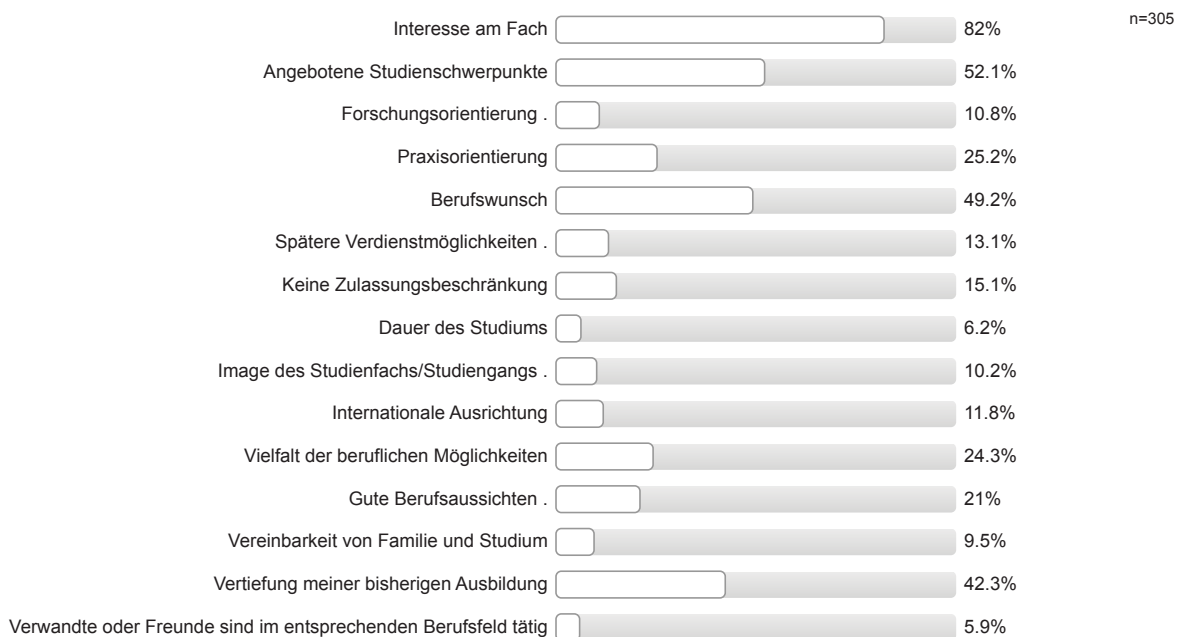 n=305
Interesse am Fach 82%
Angebotene Studienschwerpunkte 52.1%
Forschungsorientierung . 10.8%
Praxisorientierung 25.2%
Berufswunsch 49.2%
Spätere Verdienstmöglichkeiten . 13.1%
Keine Zulassungsbeschränkung 15.1%
Dauer des Studiums 6.2%
Image des Studienfachs/Studiengangs . 10.2%
Internationale Ausrichtung 11.8%
Vielfalt der beruflichen Möglichkeiten 24.3%
Gute Berufsaussichten . 21%
Vereinbarkeit von Familie und Studium 9.5%
Vertiefung meiner bisherigen Ausbildung 42.3%
Verwandte oder Freunde sind im entsprechenden Berufsfeld tätig 5.9%